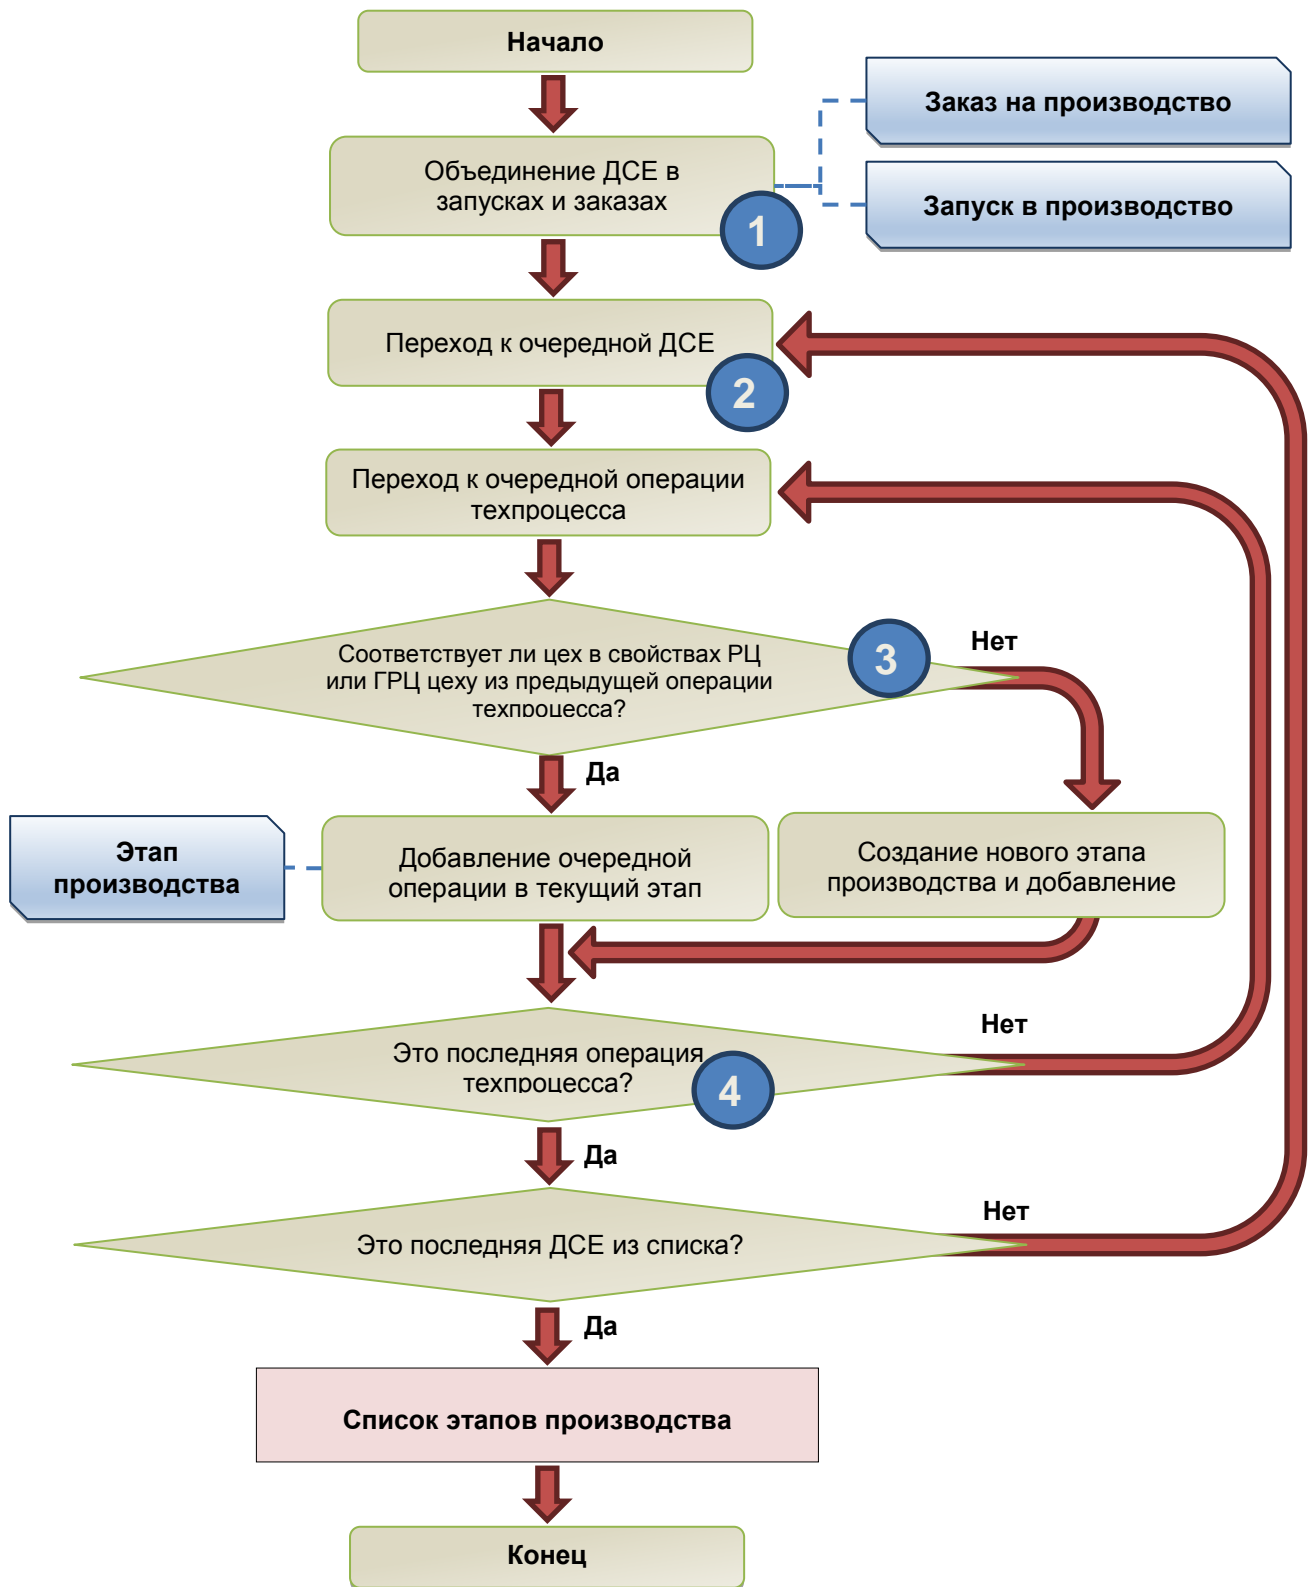 Начало
Заказ на производство
Объединение ДСЕ в
запусках и заказах
1
Запуск в производство
Переход к очередной ДСЕ
2
Переход к очередной операции
техпроцесса
Соответствует ли цех в свойствах РЦ
или ГРЦ цеху из предыдущей операции
техпроцесса?
3
Нет
Да
Этап
производства
Добавление очередной
операции в текущий этап
Создание нового этапа
производства и добавление
Это последняя операция
техпроцесса?
4
Нет
Да
Это последняя ДСЕ из списка?
Нет
Да
Список этапов производства
Конец